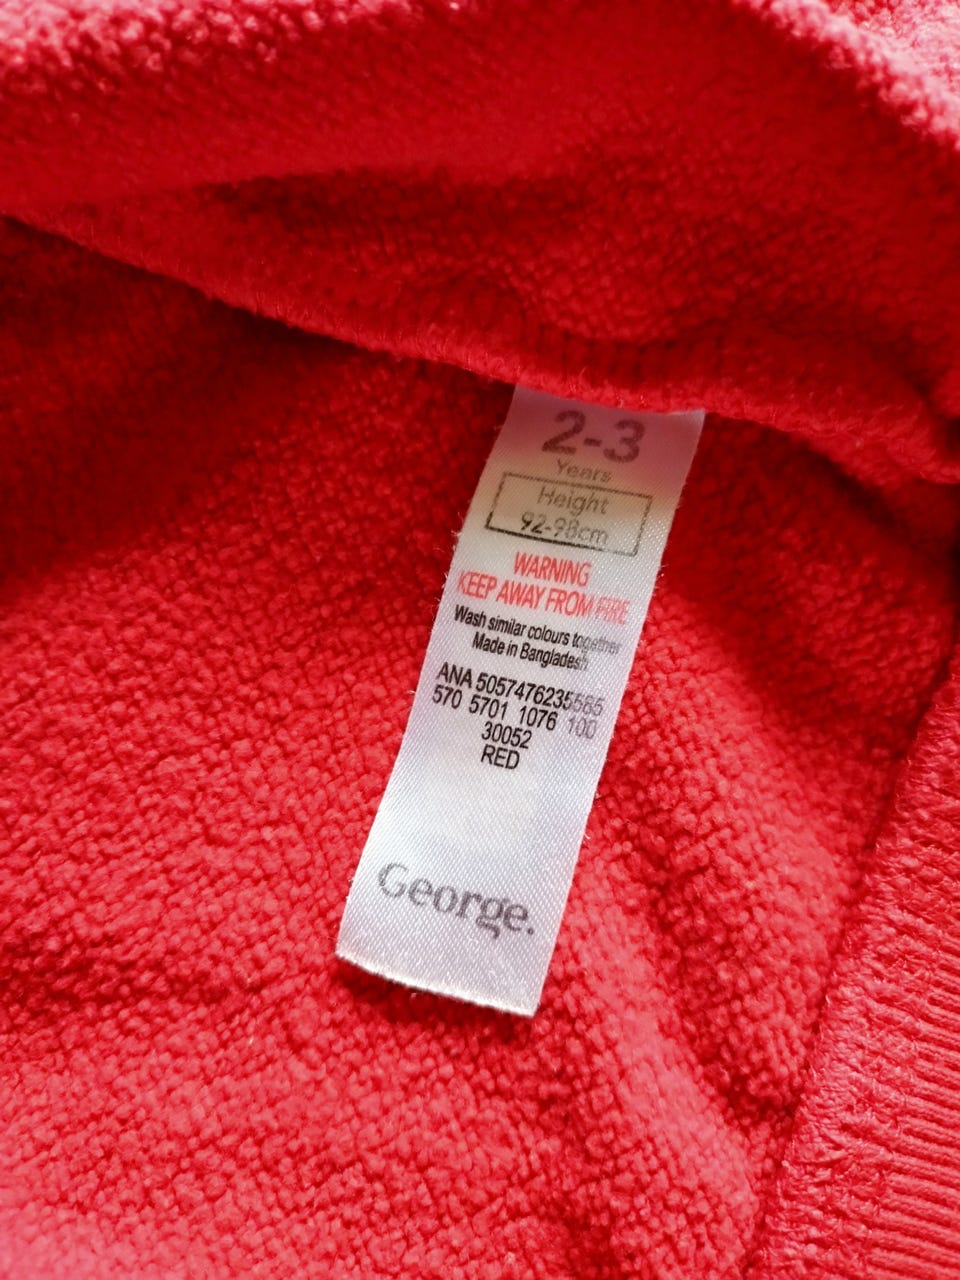 2-3
Years
Height
92-98cm
WARNING
KEEP AWAY FROM FIRE
Wash similar colours together
Made in Bangladesh
ANA 5057476235565
570 5701 1076 100
30052
RED
George.